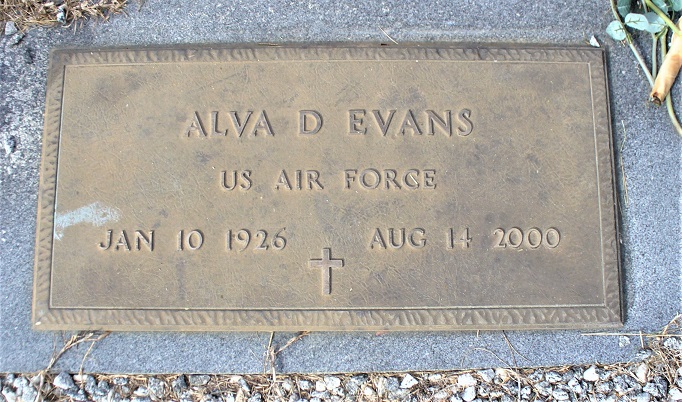 ALVA D EVANS
US AIR FORCE
JAN 10 1926 AUG 14 2000